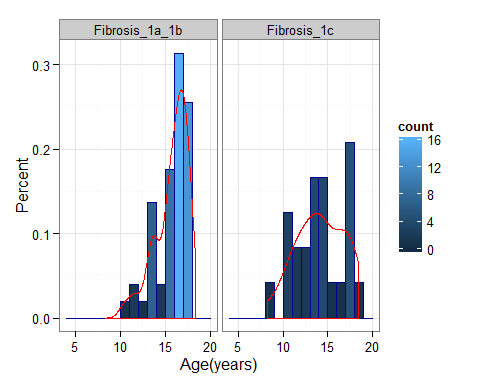 Fibrosis_1a_1b
Fibrosis_1c
0.3
0.2
0.1
0.0
Percent
5 10 15 20
5 10 15 20
Age(years)
count
16
12
8
4
0